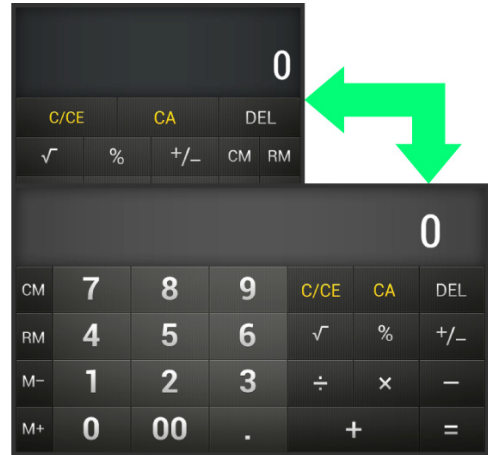 0
C/CE CA DEL
√ % +/− CM RM
0
CM 7 8 9 C/CE CA DEL
RM 4 5 6 √ % +/−
M− 1 2 3 ÷ × −
M+ 0 00 . + =